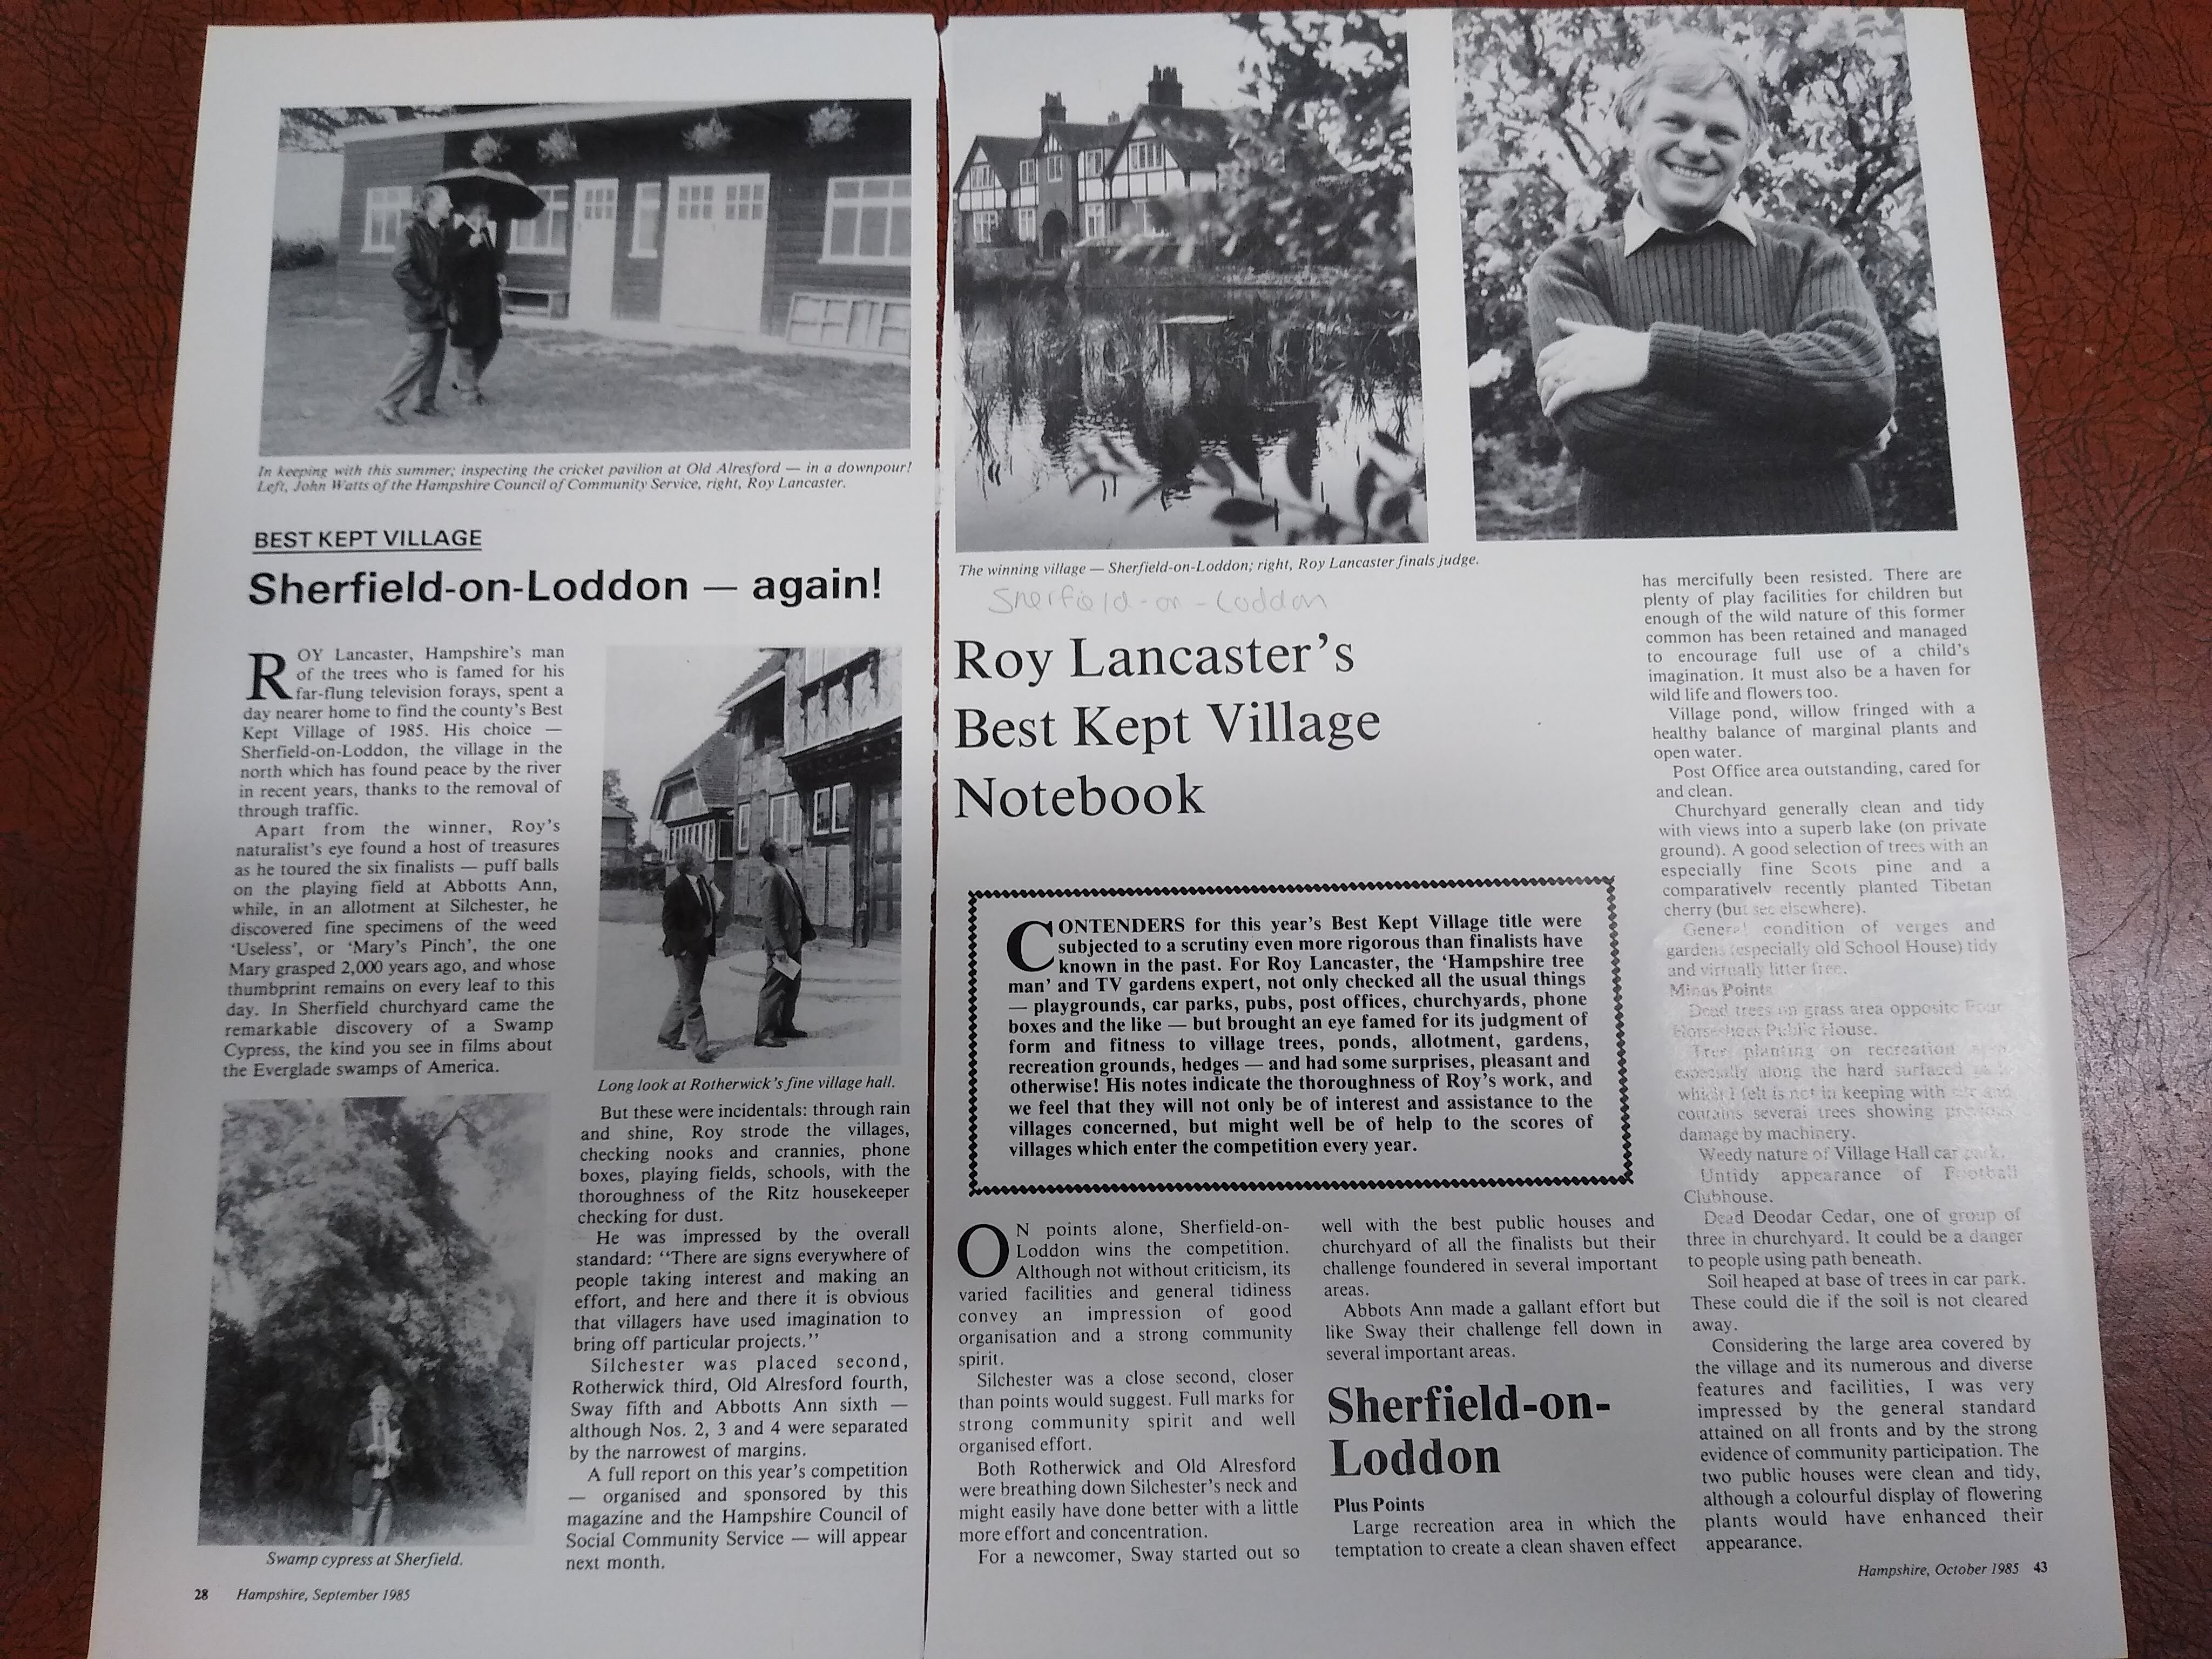 In keeping with this summer; inspecting the cricket pavilion at Old Alresford — in a downpour!
Left, John Watts of the Hampshire Council of Community Service, right, Roy Lancaster.
BEST KEPT VILLAGE
Sherfield-on-Loddon — again!
ROY Lancaster, Hampshire's man
of the trees who is famed for his
far-flung television forays, spent a
day nearer home to find the county's Best
Kept Village of 1985. His choice —
Sherfield-on-Loddon, the village in the
north which has found peace by the river
in recent years, thanks to the removal of
through traffic.
Apart from the winner, Roy's
naturalist's eye found a host of treasures
as he toured the six finalists — puff balls
on the playing field at Abbotts Ann,
while, in an allotment at Silchester, he
discovered fine specimens of the weed
'Useless', or 'Mary's Pinch', the one
Mary grasped 2,000 years ago, and whose
thumbprint remains on every leaf to this
day. In Sherfield churchyard came the
remarkable discovery of a Swamp
Cypress, the kind you see in films about
the Everglade swamps of America.
Swamp cypress at Sherfield.
Long look at Rotherwick's fine village hall.
But these were incidentals: through rain
and shine, Roy strode the villages,
checking nooks and crannies, phone
boxes, playing fields, schools, with the
thoroughness of the Ritz housekeeper
checking for dust.
He was impressed by the overall
standard: "There are signs everywhere of
people taking interest and making an
effort, and here and there it is obvious
that villagers have used imagination to
bring off particular projects."
Silchester was placed second,
Rotherwick third, Old Alresford fourth,
Sway fifth and Abbotts Ann sixth —
although Nos. 2, 3 and 4 were separated
by the narrowest of margins.
A full report on this year's competition
— organised and sponsored by this
magazine and the Hampshire Council of
Social Community Service — will appear
next month.
28 Hampshire, September 1985
The winning village — Sherfield-on-Loddon; right, Roy Lancaster finals judge.
Sherfield-on-Loddon
Roy Lancaster's
Best Kept Village
Notebook
CONTENDERS for this year's Best Kept Village title were
subjected to a scrutiny even more rigorous than finalists have
known in the past. For Roy Lancaster, the 'Hampshire tree
man' and TV gardens expert, not only checked all the usual things
— playgrounds, car parks, pubs, post offices, churchyards, phone
boxes and the like — but brought an eye famed for its judgment of
form and fitness to village trees, ponds, allotment, gardens,
recreation grounds, hedges — and had some surprises, pleasant and
otherwise! His notes indicate the thoroughness of Roy's work, and
we feel that they will not only be of interest and assistance to the
villages concerned, but might well be of help to the scores of
villages which enter the competition every year.
ON points alone, Sherfield-on-
Loddon wins the competition.
Although not without criticism, its
varied facilities and general tidiness
convey an impression of good
organisation and a strong community
spirit.
Silchester was a close second, closer
than points would suggest. Full marks for
strong community spirit and well
organised effort.
Both Rotherwick and Old Alresford
were breathing down Silchester's neck and
might easily have done better with a little
more effort and concentration.
For a newcomer, Sway started out so
well with the best public houses and
churchyard of all the finalists but their
challenge foundered in several important
areas.
Abbots Ann made a gallant effort but
like Sway their challenge fell down in
several important areas.
Sherfield-on-
Loddon
Plus Points
Large recreation area in which the
temptation to create a clean shaven effect
has mercifully been resisted. There are
plenty of play facilities for children but
enough of the wild nature of this former
common has been retained and managed
to encourage full use of a child's
imagination. It must also be a haven for
wild life and flowers too.
Village pond, willow fringed with a
healthy balance of marginal plants and
open water.
Post Office area outstanding, cared for
and clean.
Churchyard generally clean and tidy
with views into a superb lake (on private
ground). A good selection of trees with an
especially fine Scots pine and a
comparatively recently planted Tibetan
cherry (but see elsewhere).
General condition of verges and
gardens (especially old School House) tidy
and virtually litter free.
Minus Points
Dead trees on grass area opposite Four
Horseshoes Public House.
Tree planting on recreation area
especially along the hard surfaced
which I felt is not in keeping with and
contains several trees showing previous
damage by machinery.
Weedy nature of Village Hall car park.
Untidy appearance of Football
Clubhouse.
Dead Deodar Cedar, one of group of
three in churchyard. It could be a danger
to people using path beneath.
Soil heaped at base of trees in car park.
These could die if the soil is not cleared
away.
Considering the large area covered by
the village and its numerous and diverse
features and facilities, I was very
impressed by the general standard
attained on all fronts and by the strong
evidence of community participation. The
two public houses were clean and tidy,
although a colourful display of flowering
plants would have enhanced their
appearance.
Hampshire, October 1985 43